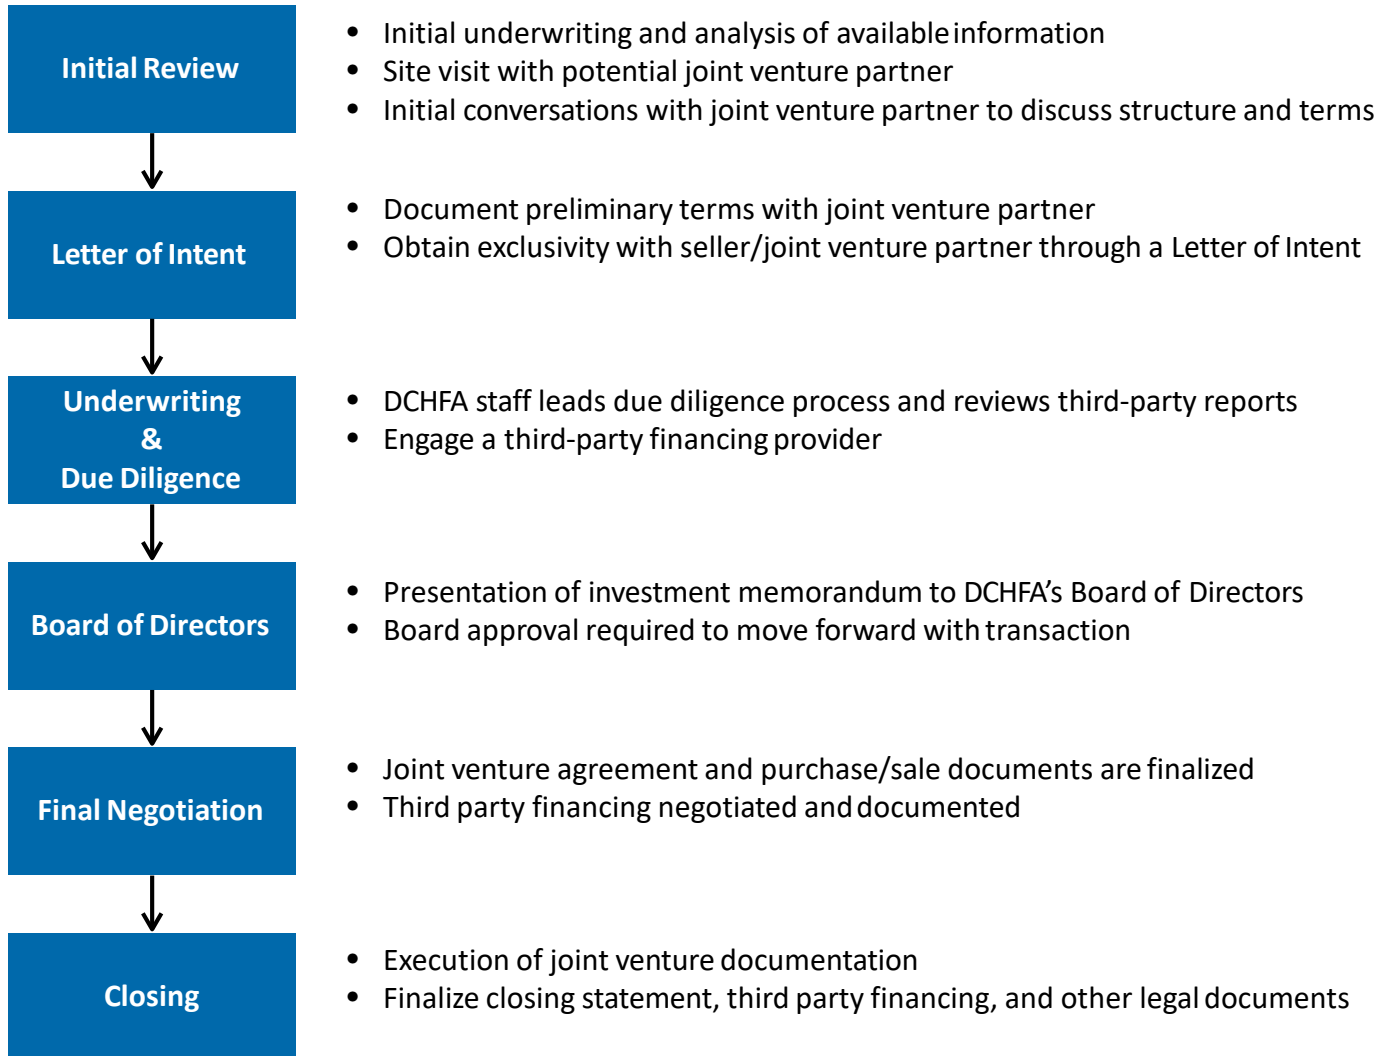 Initial Review
• Initial underwriting and analysis of available information
• Site visit with potential joint venture partner
• Initial conversations with joint venture partner to discuss structure and terms
Letter of Intent
• Document preliminary terms with joint venture partner
• Obtain exclusivity with seller/joint venture partner through a Letter of Intent
Underwriting
&
Due Diligence
• DCHFA staff leads due diligence process and reviews third-party reports
• Engage a third-party financing provider
Board of Directors
• Presentation of investment memorandum to DCHFA’s Board of Directors
• Board approval required to move forward with transaction
Final Negotiation
• Joint venture agreement and purchase/sale documents are finalized
• Third party financing negotiated and documented
Closing
• Execution of joint venture documentation
• Finalize closing statement, third party financing, and other legal documents